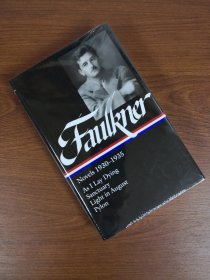 Faulkner
Novels 1930–1935
As I Lay Dying
Sanctuary
Light in August
Pylon